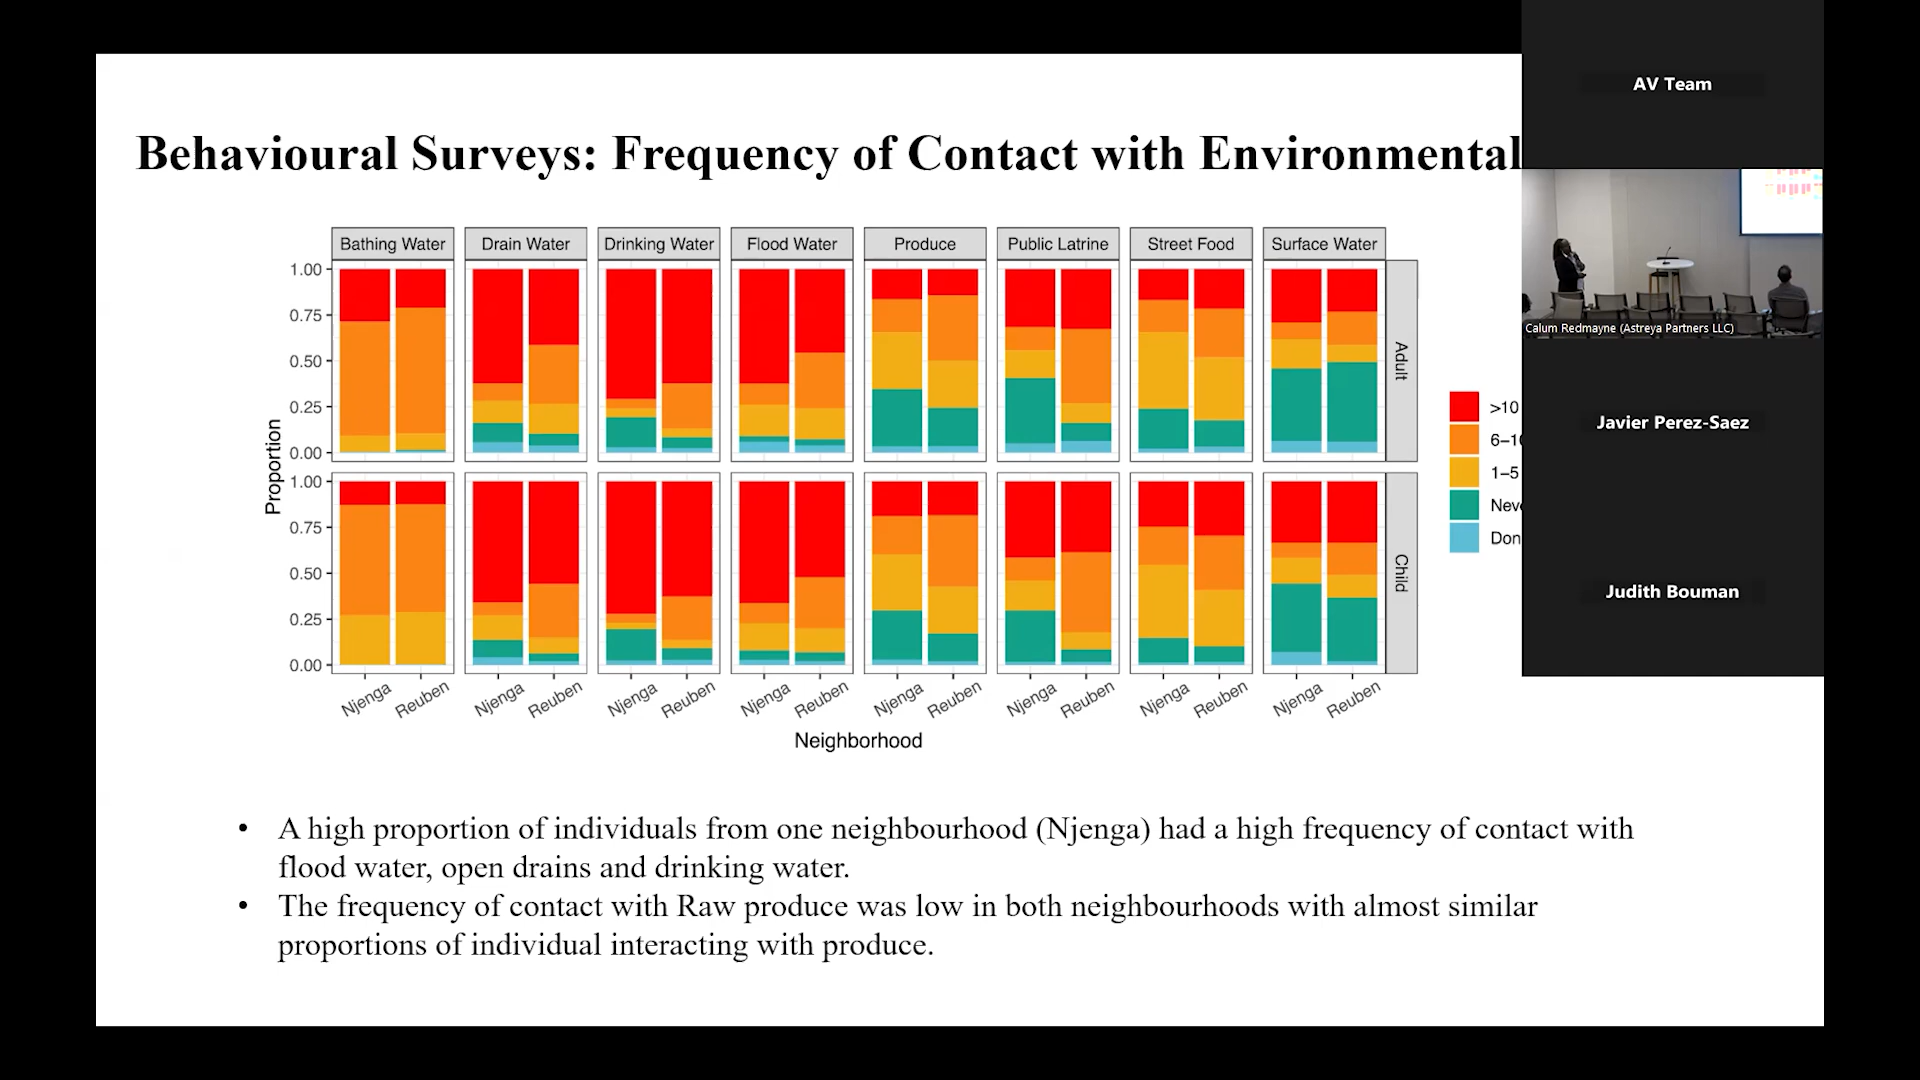 AV Team
Behavioural Surveys: Frequency of Contact with Environmental
Calum Redmayne (Astreya Partners LLC)
Bathing Water
Drain Water
Drinking Water
Flood Water
Produce
Public Latrine
Street Food
Surface Water
1.00
0.75
0.50
0.25
0.00
Adult
Proportion
1.00
0.75
0.50
0.25
0.00
Child
>10
6–10
1–5
Javier Perez-Saez
Judith Bouman
Njenga Reuben Njenga Reuben Njenga Reuben Njenga Reuben Njenga Reuben Njenga Reuben Njenga Reuben Njenga Reuben
Neighborhood
• A high proportion of individuals from one neighbourhood (Njenga) had a high frequency of contact with
flood water, open drains and drinking water.
• The frequency of contact with Raw produce was low in both neighbourhoods with almost similar
proportions of individual interacting with produce.